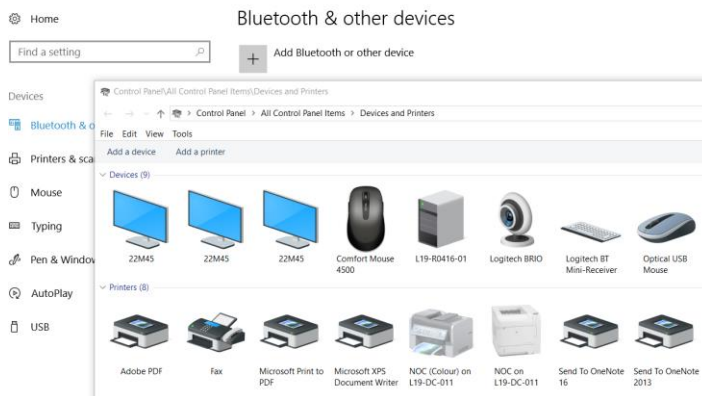 Home
Bluetooth & other devices
Find a setting
Add Bluetooth or other device
Devices
Control Panel\All Control Panel Items\Devices and Printers
Bluetooth & o
Control Panel > All Control Panel Items > Devices and Printers
File Edit View Tools
Printers & sca
Add a device Add a printer
Devices (9)
Mouse
Typing
22M45 22M45 22M45 Comfort Mouse L19-R0416-01 Logitech BRIO Logitech BT Optical USB
4500 Mini-Receiver Mouse
Pen & Window
AutoPlay
Printers (8)
USB
Adobe PDF Fax Microsoft Print to Microsoft XPS NOC (Colour) on NOC on Send To OneNote Send To OneNote
PDF Document Writer L19-DC-011 L19-DC-011 16 2013